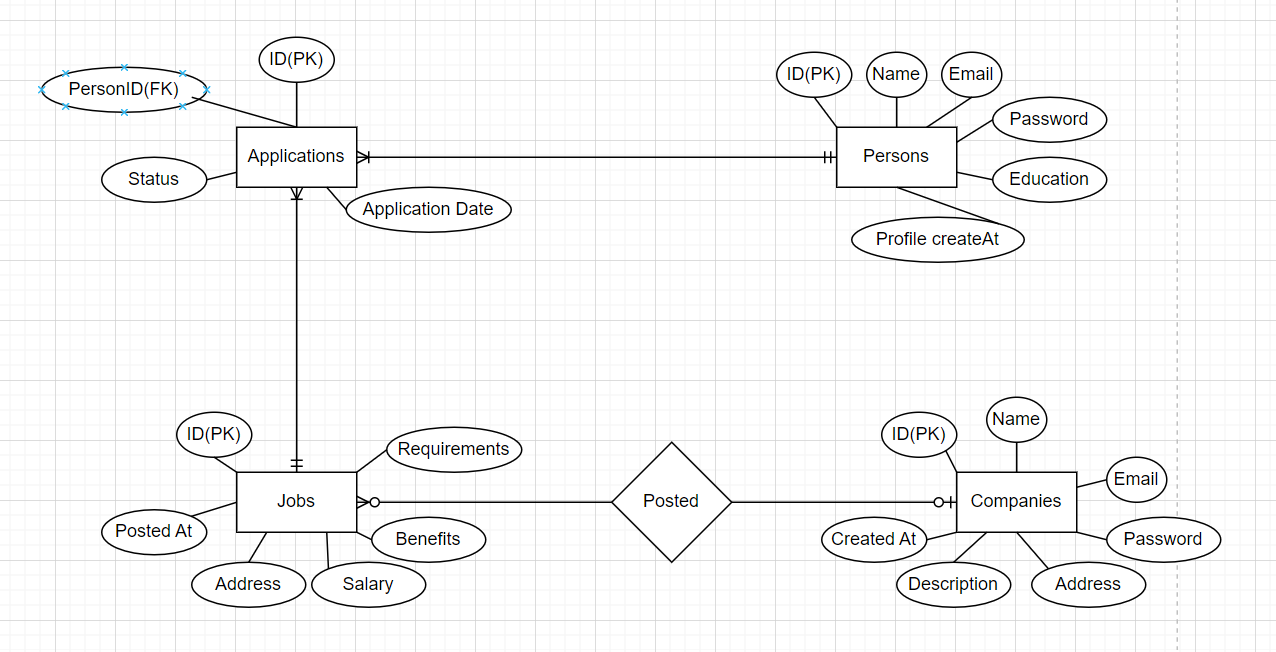 ID(PK)
PersonID(FK)
Applications
Status
Application Date
ID(PK)
Name
Email
Password
Persons
Education
Profile createAt
ID(PK)
Requirements
Jobs
Posted At
Benefits
Address
Salary
Posted
ID(PK)
Name
Email
Companies
Created At
Password
Description
Address